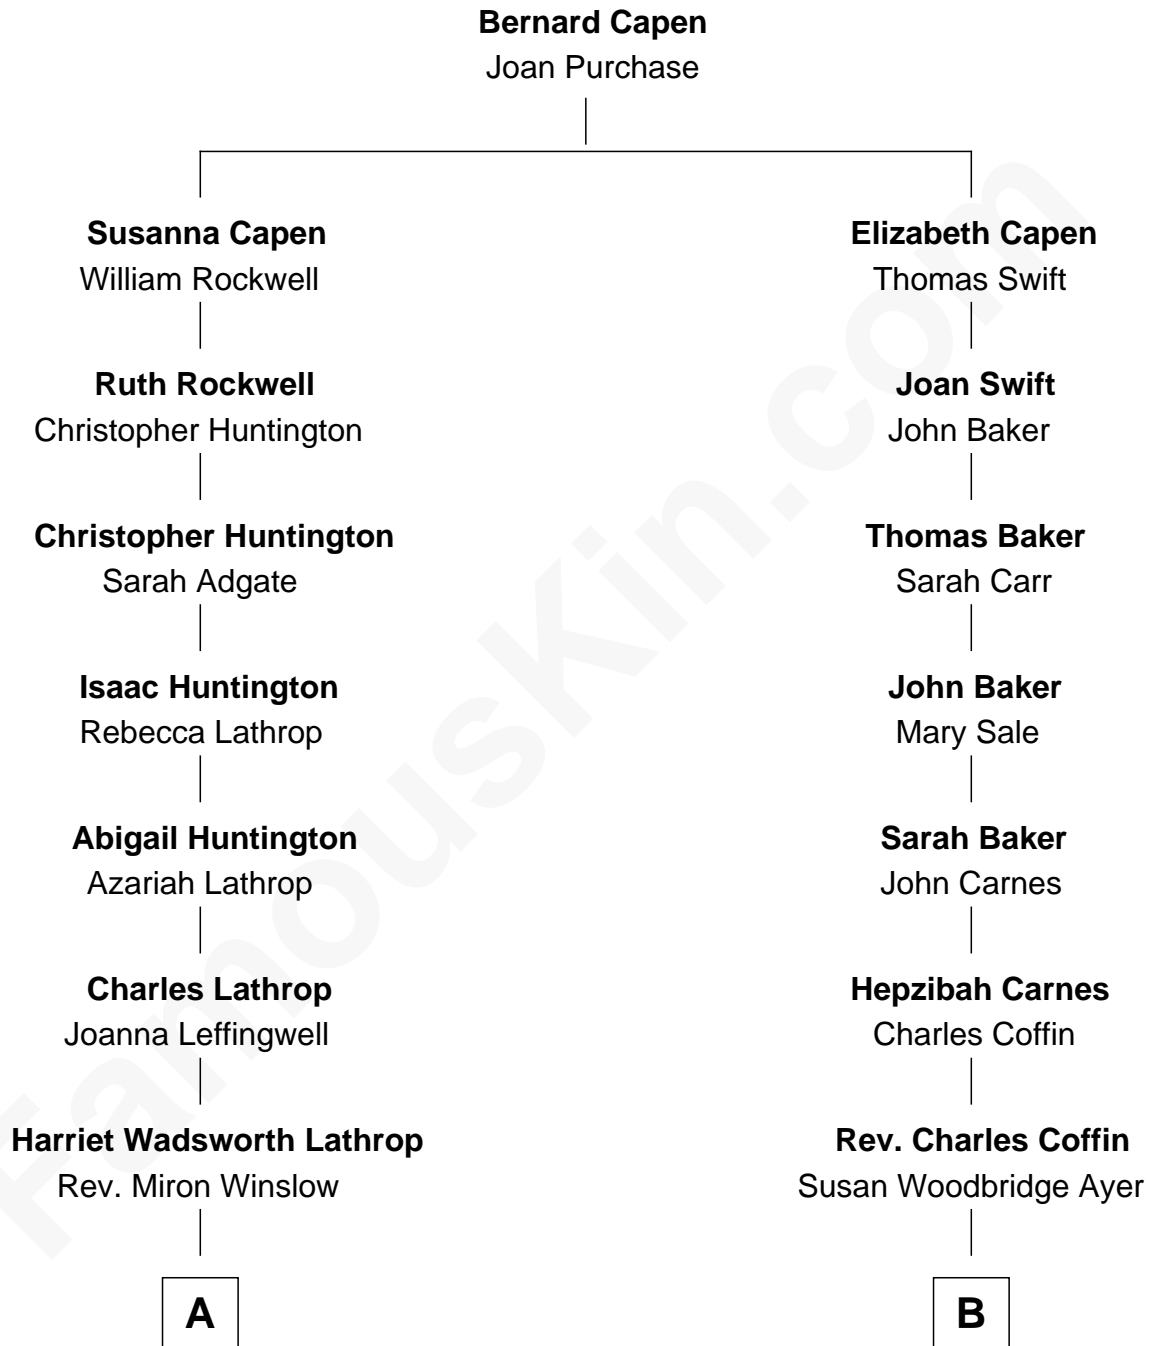 Bernard Capen
Joan Purchase
Susanna Capen
William Rockwell
Elizabeth Capen
Thomas Swift
Ruth Rockwell
Christopher Huntington
Joan Swift
John Baker
Christopher Huntington
Sarah Adgate
Thomas Baker
Sarah Carr
Isaac Huntington
Rebecca Lathrop
John Baker
Mary Sale
Abigail Huntington
Azariah Lathrop
Sarah Baker
John Carnes
Charles Lathrop
Joanna Leffingwell
Hepzibah Carnes
Charles Coffin
Harriet Wadsworth Lathrop
Rev. Miron Winslow
Rev. Charles Coffin
Susan Woodbridge Ayer
A
B
FamousKin.com